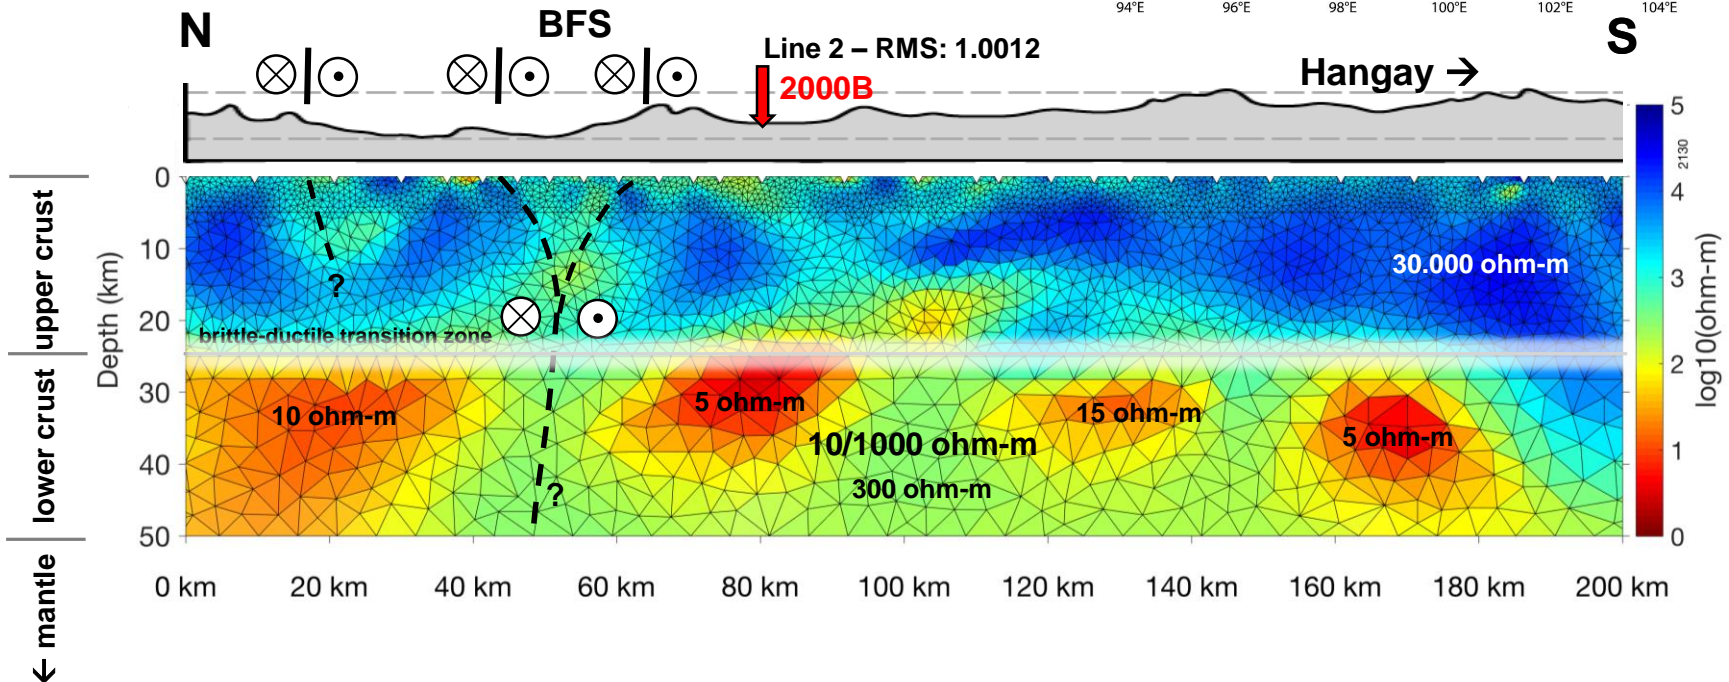 94°E 96°E 98°E 100°E 102°E 104°E
N BFS S
Line 2 – RMS: 1.0012
2000B
Hangay →
upper crust
lower crust
← mantle
Depth (km)
0
10
20
30
40
50
?
brittle-ductile transition zone
30.000 ohm-m
10 ohm-m
5 ohm-m
15 ohm-m
5 ohm-m
10/1000 ohm-m
300 ohm-m
?
0 km 20 km 40 km 60 km 80 km 100 km 120 km 140 km 160 km 180 km 200 km
5
4
3
2
1
0
2130
log10(ohm-m)